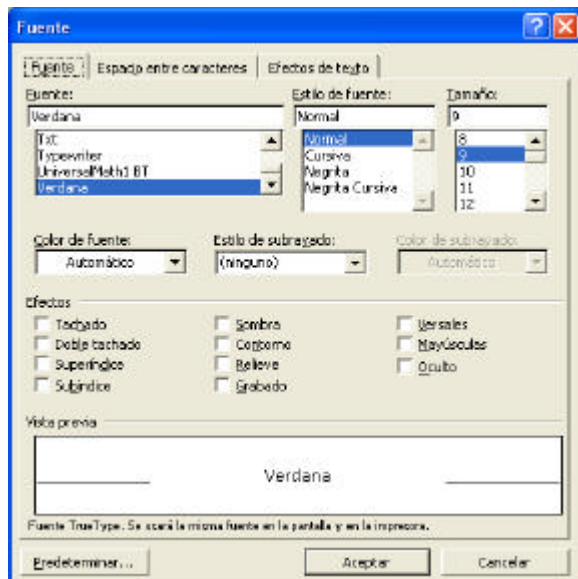 Fuente
Fuente Espacio entre caracteres Efectos de texto
Fuente: Estilo de fuente: Tamaño:
Verdana Normal 9
Txt Normal 8
Typewriter Cursiva 9
UniversalMath1 BT Negrita 10
Verdana Negrita Cursiva 11
12
Color de fuente: Estilo de subrayado: Color de subrayado:
Automático (ninguno) Automático
Efectos
Tachado Sombra Versales
Doble tachado Contorno Mayúsculas
Superíndice Relieve Oculto
Subíndice Grabado
Vista previa
Verdana
Fuente TrueType. Se usará la misma fuente en la pantalla y en la impresora.
Predeterminar... Aceptar Cancelar